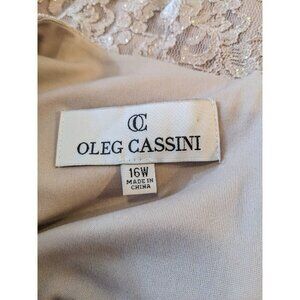 OC
OLEG CASSINI
16W
MADE IN
CHINA